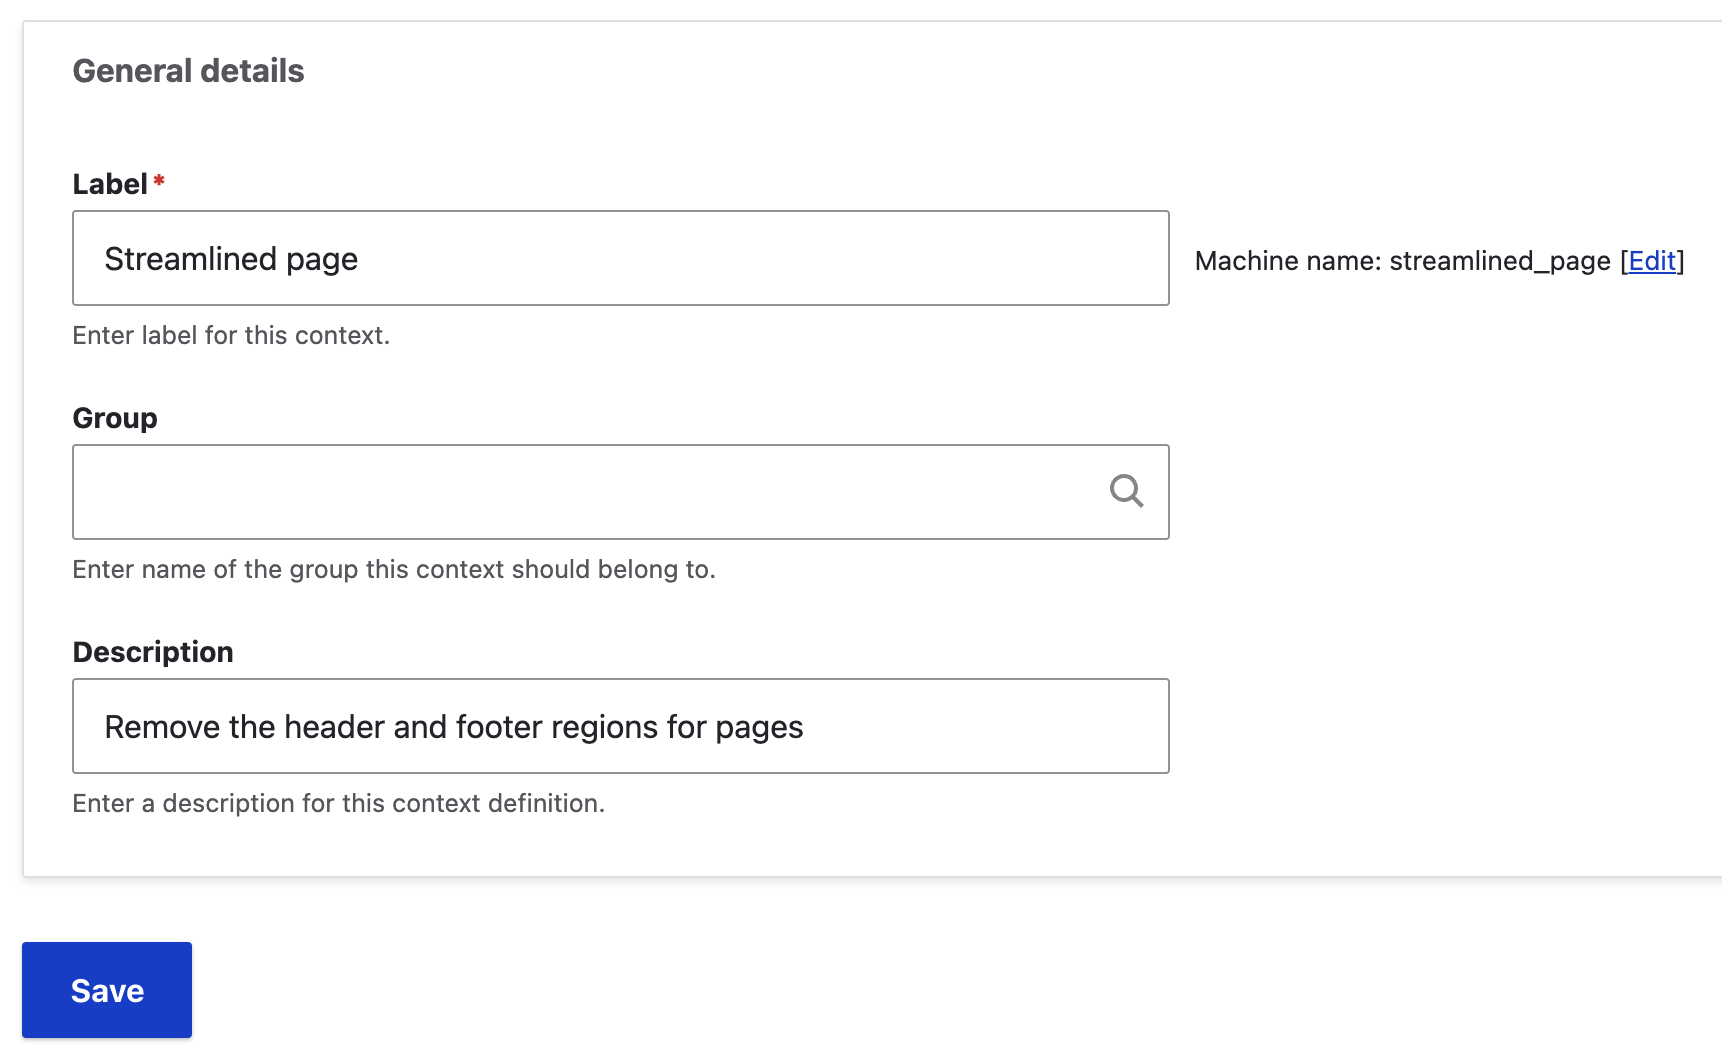 General details
Label*
Streamlined page
Machine name: streamlined_page [Edit]
Enter label for this context.
Group
Enter name of the group this context should belong to.
Description
Remove the header and footer regions for pages
Enter a description for this context definition.
Save